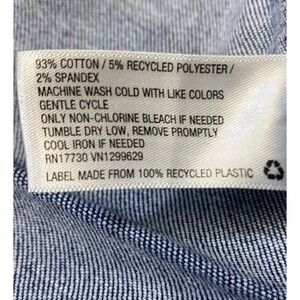 93% COTTON / 5% RECYCLED POLYESTER /
2% SPANDEX
MACHINE WASH COLD WITH LIKE COLORS
GENTLE CYCLE
ONLY NON-CHLORINE BLEACH IF NEEDED
TUMBLE DRY LOW, REMOVE PROMPTLY
COOL IRON IF NEEDED
RN17730 VN1299629
LABEL MADE FROM 100% RECYCLED PLASTIC